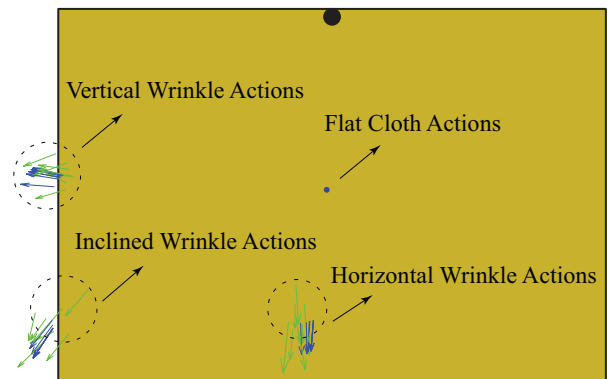 Vertical Wrinkle Actions
Flat Cloth Actions
Inclined Wrinkle Actions
Horizontal Wrinkle Actions